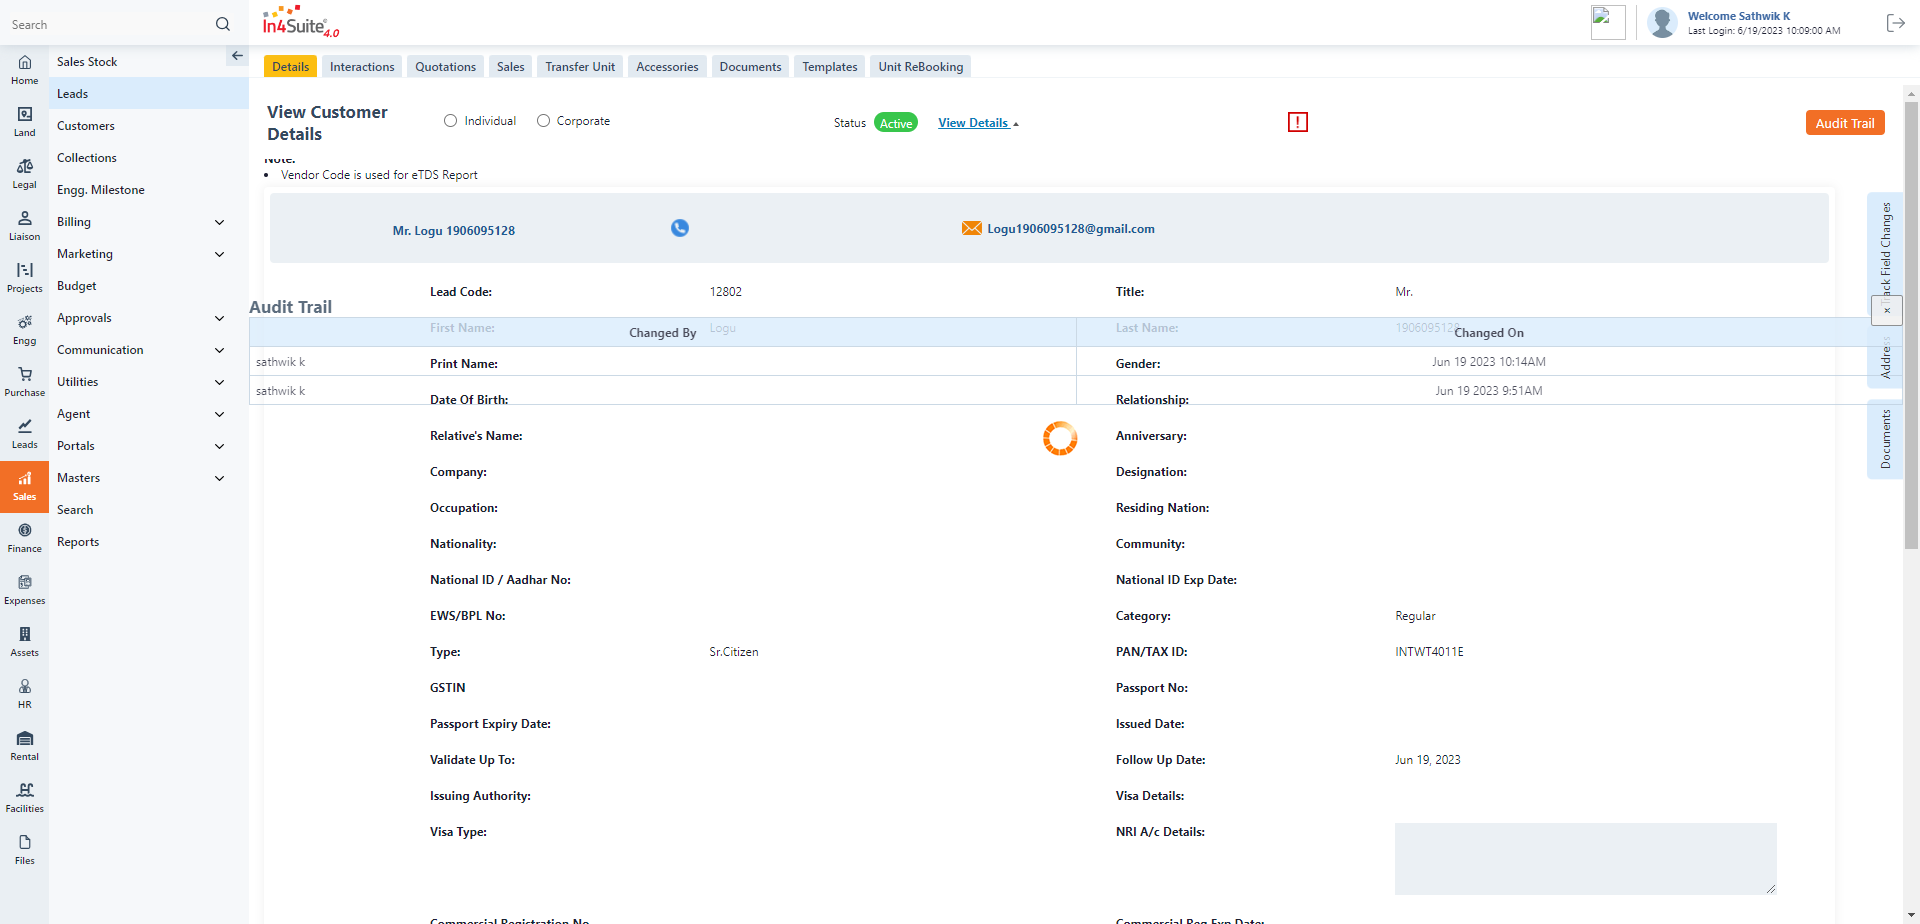 Search
In4Suite® 4.0
Welcome Sathwik K
Last Login: 6/19/2023 10:09:00 AM
Home
Land
Legal
Liaison
Projects
Engg
Purchase
Leads
Sales
Finance
Expenses
Assets
HR
Rental
Facilities
Files
Sales Stock
Leads
Customers
Collections
Engg. Milestone
Billing
Marketing
Budget
Approvals
Communication
Utilities
Agent
Portals
Masters
Search
Reports
Details Interactions Quotations Sales Transfer Unit Accessories Documents Templates Unit ReBooking
View Customer
Details
Individual Corporate
Status Active View Details
!
Audit Trail
Note:
• Vendor Code is used for eTDS Report
Mr. Logu 1906095128
Logu1906095128@gmail.com
Lead Code: 12802 Title: Mr.
Audit Trail
First Name: Logu Last Name: 1906095128
Changed By Changed On
sathwik k Jun 19 2023 10:14AM
Print Name: Gender:
sathwik k Jun 19 2023 9:51AM
Date Of Birth: Relationship:
Relative's Name: Anniversary:
Company: Designation:
Occupation: Residing Nation:
Nationality: Community:
National ID / Aadhar No: National ID Exp Date:
EWS/BPL No: Category: Regular
Type: Sr.Citizen PAN/TAX ID: INTWT4011E
GSTIN Passport No:
Passport Expiry Date: Issued Date:
Validate Up To: Follow Up Date: Jun 19, 2023
Issuing Authority: Visa Details:
Visa Type: NRI A/c Details:
Commercial Registration No Commercial Reg Exp Date:
Track Field Changes
x
Address
Documents